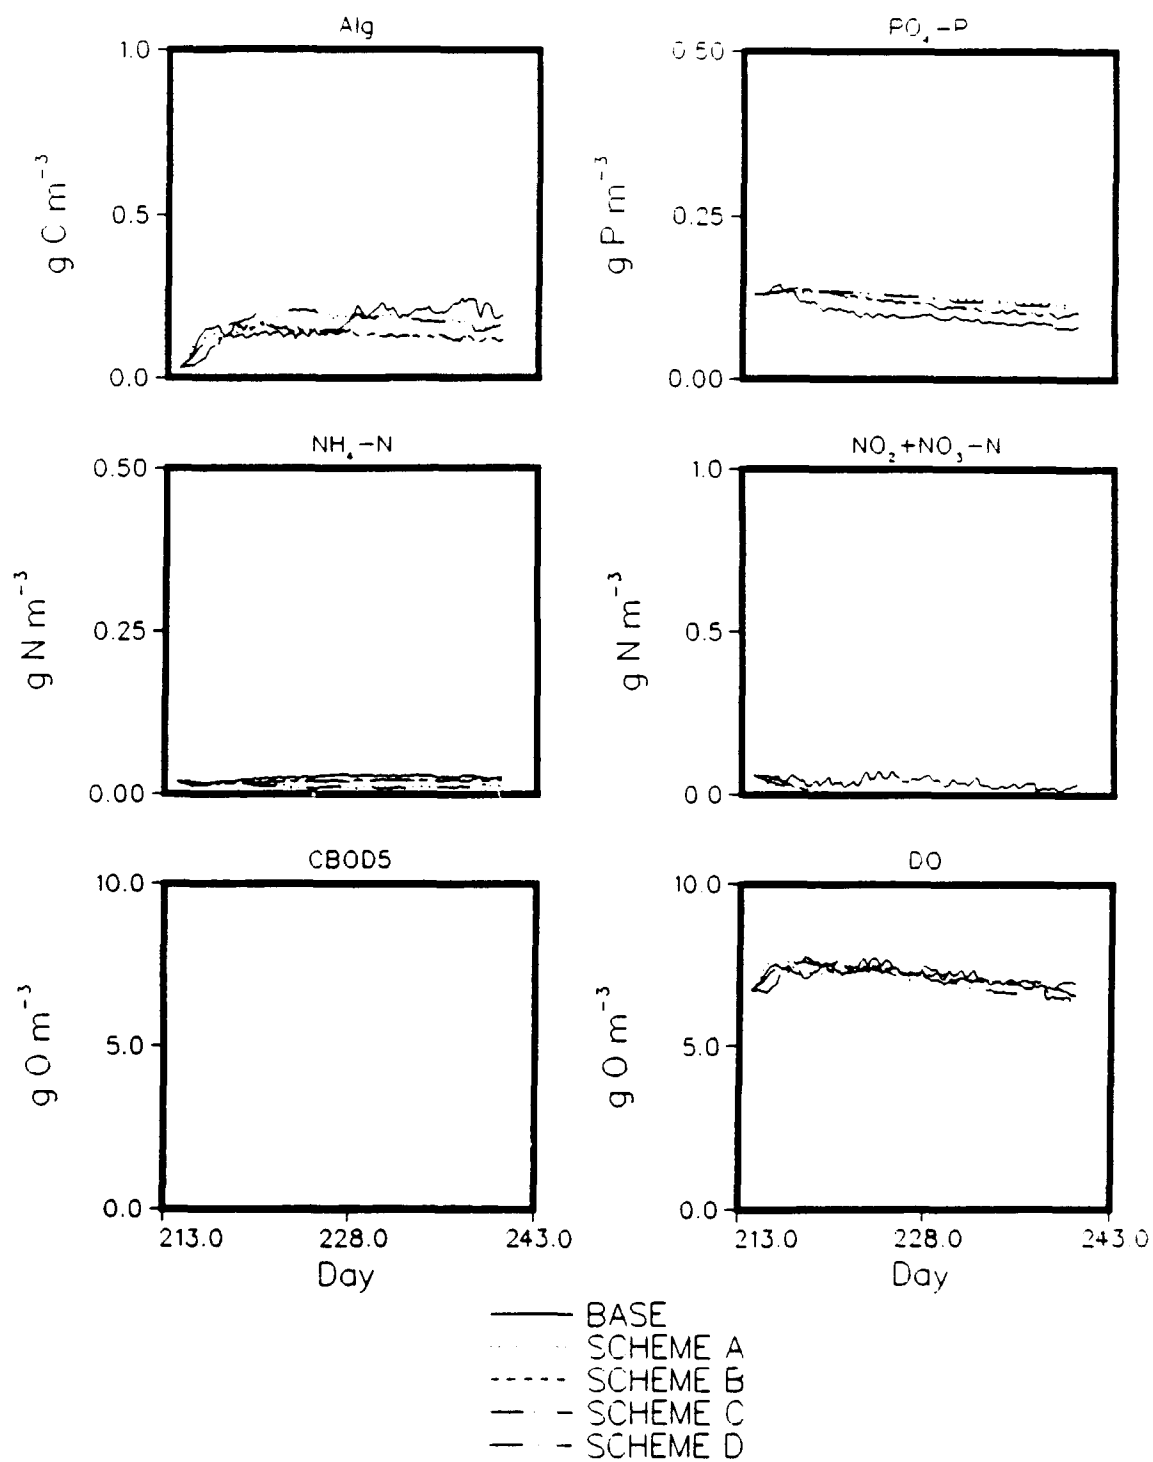 Alg
1.0
0.5
0.0
g C m⁻³
PO₄-P
0.50
0.25
0.00
g P m⁻³
NH₄-N
0.50
0.25
0.00
g N m⁻³
NO₂+NO₃-N
1.0
0.5
0.0
g N m⁻³
CBOD5
10.0
5.0
0.0
g O m⁻³
213.0 228.0 243.0
Day
DO
10.0
5.0
0.0
g O m⁻³
213.0 228.0 243.0
Day
BASE
SCHEME A
SCHEME B
SCHEME C
SCHEME D